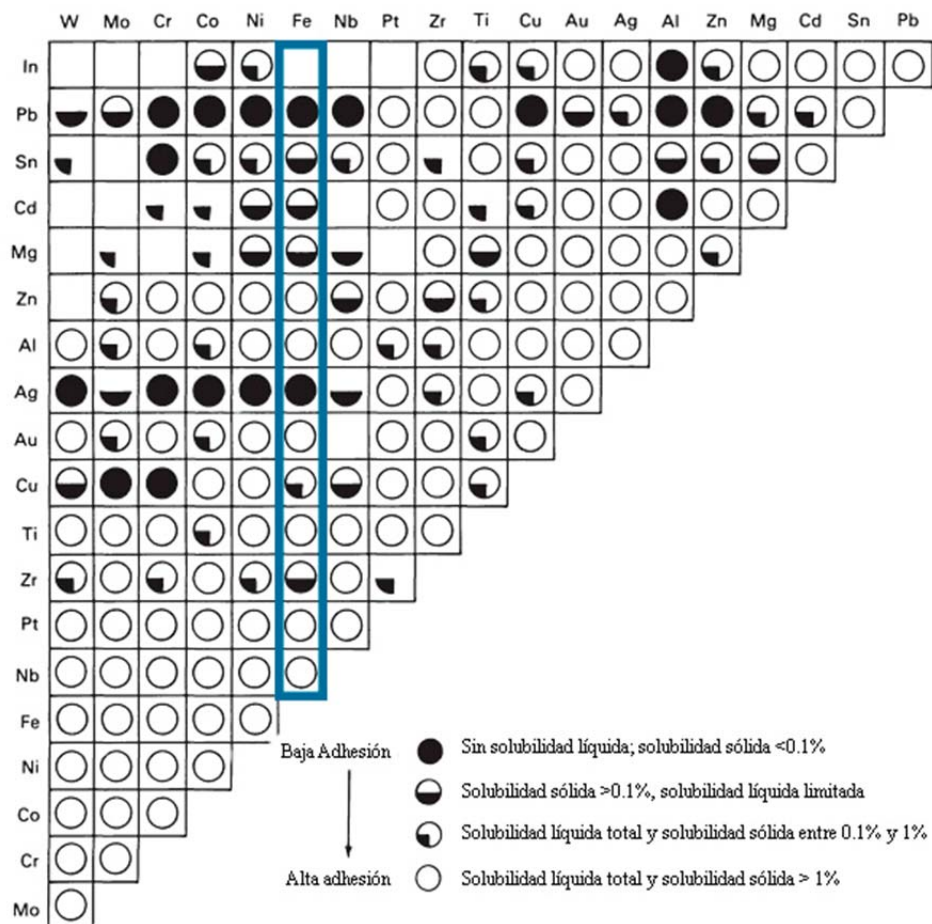 W Mo Cr Co Ni Fe Nb Pt Zr Ti Cu Au Ag Al Zn Mg Cd Sn Pb
In
Pb
Sn
Cd
Mg
Zn
Al
Ag
Au
Cu
Ti
Zr
Pt
Nb
Fe
Ni
Co
Cr
Mo
Baja Adhesión
Sin solubilidad líquida; solubilidad sólida <0.1%
Solubilidad sólida >0.1%, solubilidad líquida limitada
Solubilidad líquida total y solubilidad sólida entre 0.1% y 1%
Alta adhesión
Solubilidad líquida total y solubilidad sólida > 1%